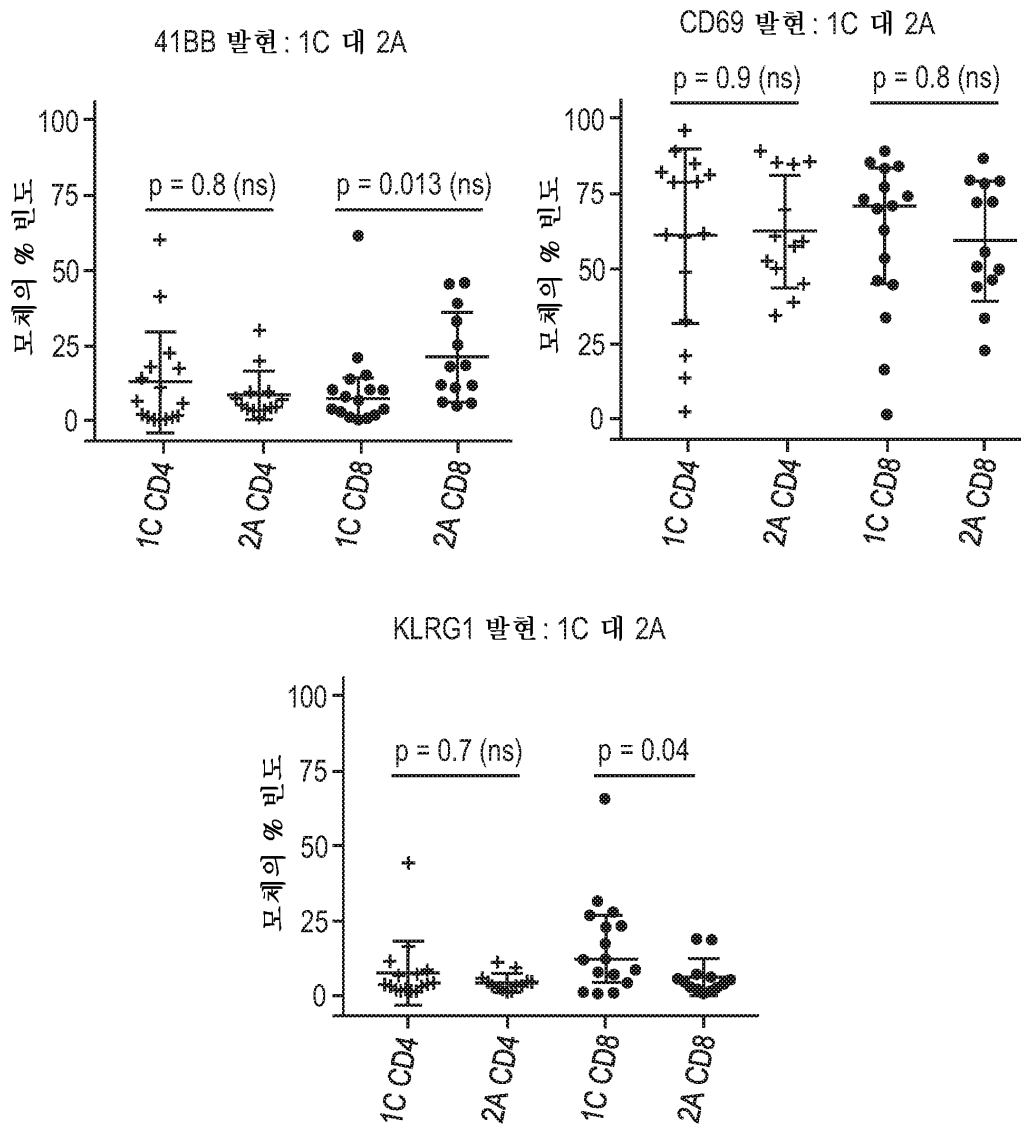 41BB 발현: 1C 대 2A
모체의 % 빈도
100
75
50
25
0
p = 0.8 (ns)
p = 0.013 (ns)
1C CD4
2A CD4
1C CD8
2A CD8
CD69 발현: 1C 대 2A
모체의 % 빈도
100
75
50
25
0
p = 0.9 (ns)
p = 0.8 (ns)
1C CD4
2A CD4
1C CD8
2A CD8
KLRG1 발현: 1C 대 2A
모체의 % 빈도
100
75
50
25
0
p = 0.7 (ns)
p = 0.04
1C CD4
2A CD4
1C CD8
2A CD8